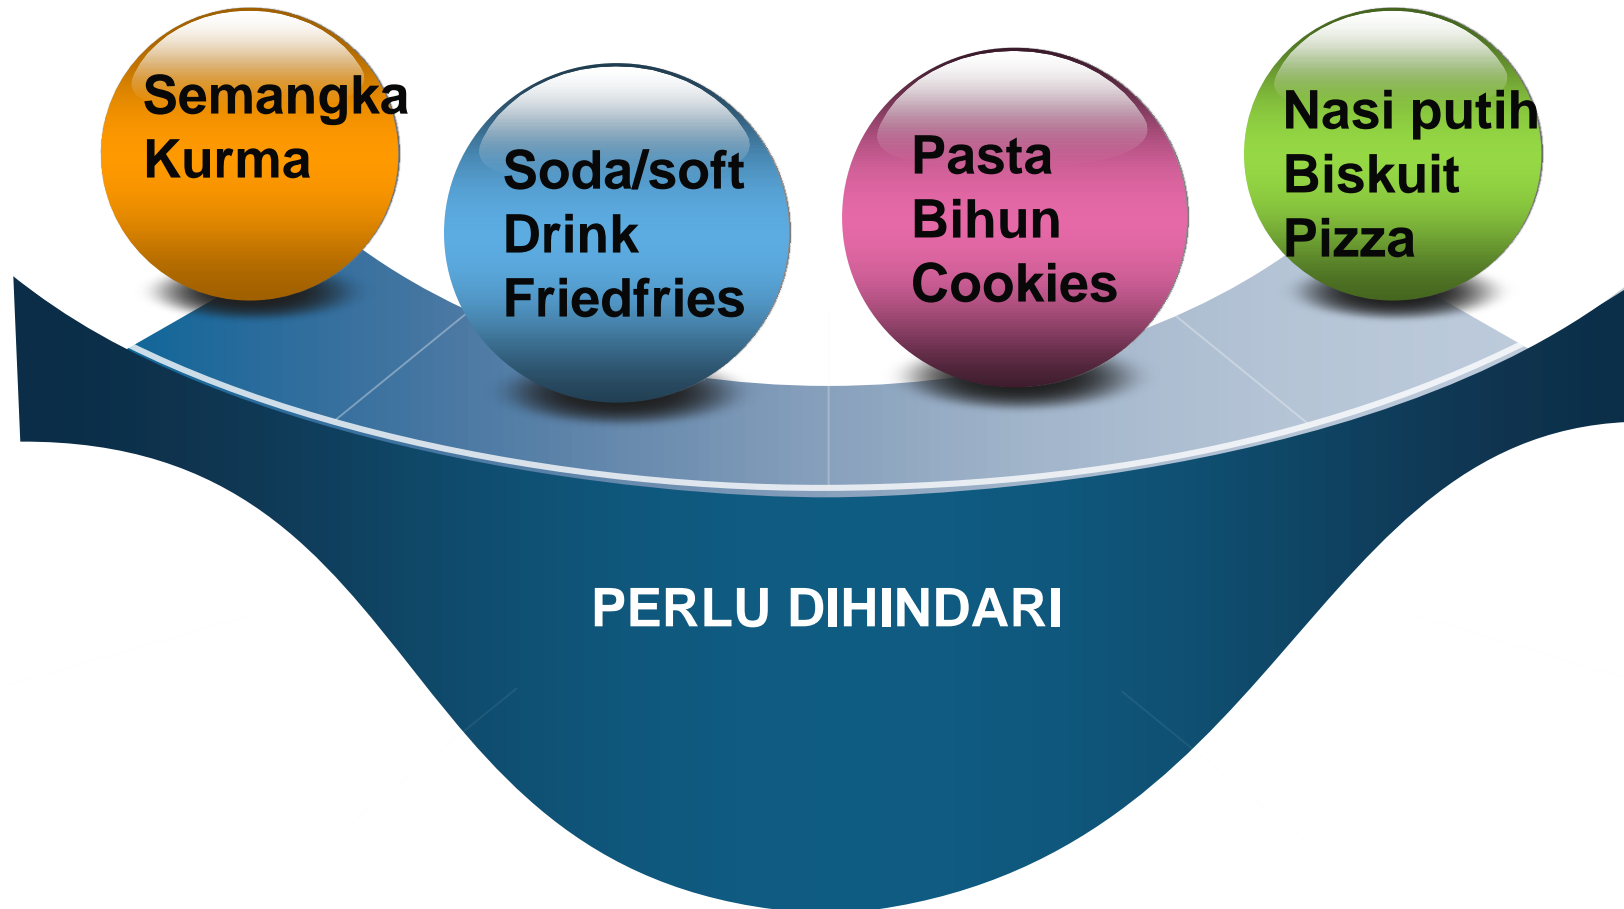 Semangka
Kurma
Soda/soft
Drink
Friedfries
Pasta
Bihun
Cookies
Nasi putih
Biskuit
Pizza
PERLU DIHINDARI